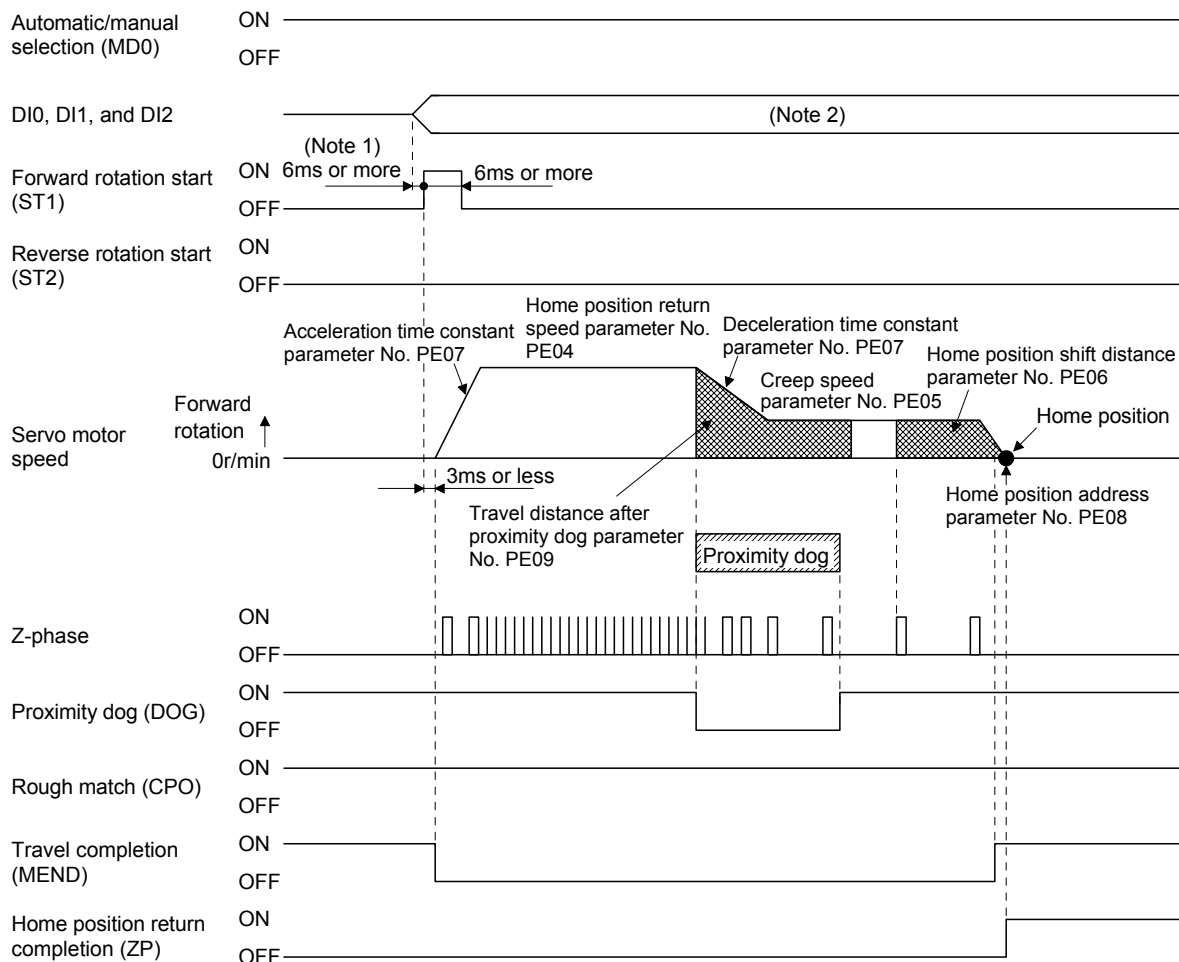 Automatic/manual
selection (MD0)
ON
OFF
DI0, DI1, and DI2
(Note 2)
(Note 1)
6ms or more
6ms or more
Forward rotation start
(ST1)
ON
OFF
Reverse rotation start
(ST2)
ON
OFF
Acceleration time constant
parameter No. PE07
Home position return
speed parameter No.
PE04
Deceleration time constant
parameter No. PE07
Creep speed
parameter No. PE05
Home position shift distance
parameter No. PE06
Home position
Servo motor
speed
Forward
rotation
0r/min
3ms or less
Travel distance after
proximity dog parameter
No. PE09
Home position address
parameter No. PE08
Proximity dog
Z-phase
ON
OFF
Proximity dog (DOG)
ON
OFF
Rough match (CPO)
ON
OFF
Travel completion
(MEND)
ON
OFF
Home position return
completion (ZP)
ON
OFF